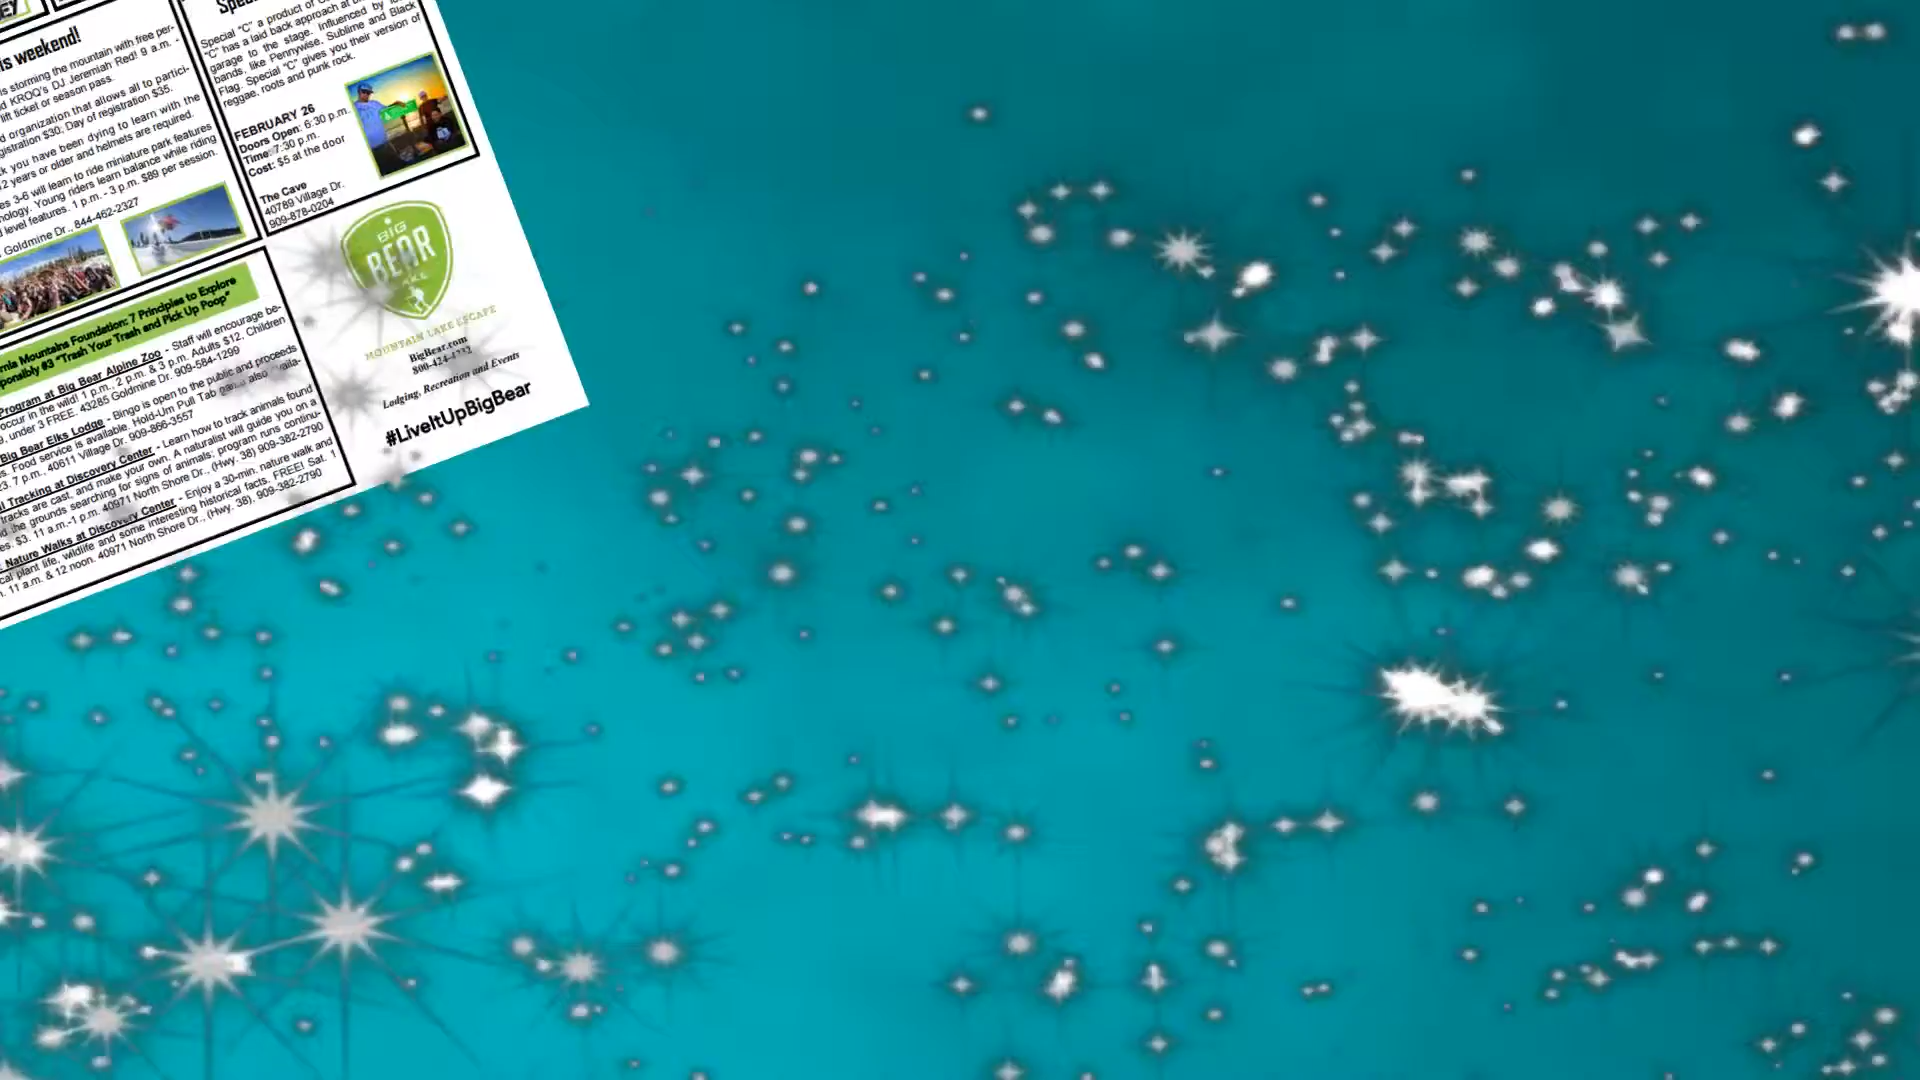 is weekend!
is storming the mountain with free per-
d KROQ's DJ Jeremiah Red! 9 a.m. -
lift ticket or season pass.
d organization that allows all to partici-
gistration $30, Day of registration $35.
k you have been dying to learn with the
2 years or older and helmets are required.
es 3-6 will learn to ride miniature park features
nology. Young riders learn balance while riding
level features. 1 p.m. - 3 p.m. $89 per session.
Goldmine Dr., 844-462-2327
Special "C" a product of
"C" has a laid back approach at
garage to the stage. Influenced by
bands, like Pennywise, Sublime and Black
Flag. Special "C" gives you their version of
reggae, roots and punk rock.
FEBRUARY 26
Doors Open: 6:30 p.m.
Time: 7:30 p.m.
Cost: $5 at the door
The Cave
40789 Village Dr.
909-878-0204
Mountains Foundation: 7 Principles to Explore
ponsibly #3 "Trash Your Trash and Pick Up Poop"
Program at Big Bear Alpine Zoo - Staff will encourage be-
occur in the wild! 1 p.m., 2 p.m. & 3 p.m. Adults $12, Children
9, under 3 FREE. 43285 Goldmine Dr. 909-584-1299
Big Bear Elks Lodge - Bingo is open to the public and proceeds
es. Food service is available. Hold-Um Pull Tab also
23. 7 p.m., 40611 Village Dr. 909-866-3557
l Tracking at Discovery Center - Learn how to track animals found
tracks are cast, and make your own. A naturalist will guide you on a
d the grounds searching for signs of animals; program runs continu-
es. $3. 11 a.m.-1 p.m. 40971 North Shore Dr., (Hwy. 38) 909-382-2790
Nature Walks at Discovery Center - Enjoy a 30-min. nature walk and
cal plant life, wildlife and some interesting historical facts. FREE! Sat. 1
11 a.m. & 12 noon. 40971 North Shore Dr., (Hwy. 38), 909-382-2790
BIG
BEAR
LAKE
MOUNTAIN LAKE ESCAPE
BigBear.com
Lodging, Recreation and Events
#LiveItUpBigBear